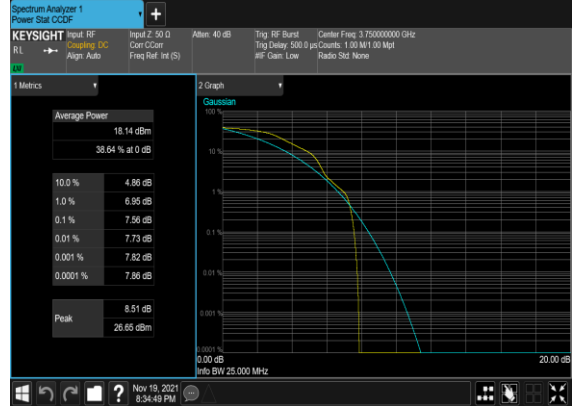 Spectrum Analyzer 1
Power Stat CCDF
KEYSIGHT
RL
Input: RF
Coupling: DC
Align: Auto
Input Z: 50 Ω
Corr CCorr
Freq Ref: Int (S)
Atten: 40 dB
Trig: RF Burst
Trig Delay: 500.0 µs
#IF Gain: Low
Center Freq: 3.750000000 GHz
Counts: 1.00 M/1.00 Mpt
Radio Std: None
1 Metrics
Average Power
18.14 dBm
38.64 % at 0 dB
10.0 % 4.86 dB
1.0 % 6.95 dB
0.1 % 7.56 dB
0.01 % 7.73 dB
0.001 % 7.82 dB
0.0001 % 7.86 dB
Peak
8.51 dB
26.65 dBm
2 Graph
Gaussian
100 %
10 %
1 %
0.1 %
0.01 %
0.001 %
0.0001 %
0.00 dB
20.00 dB
Info BW 25.000 MHz
?
Nov 19, 2021
8:34:49 PM